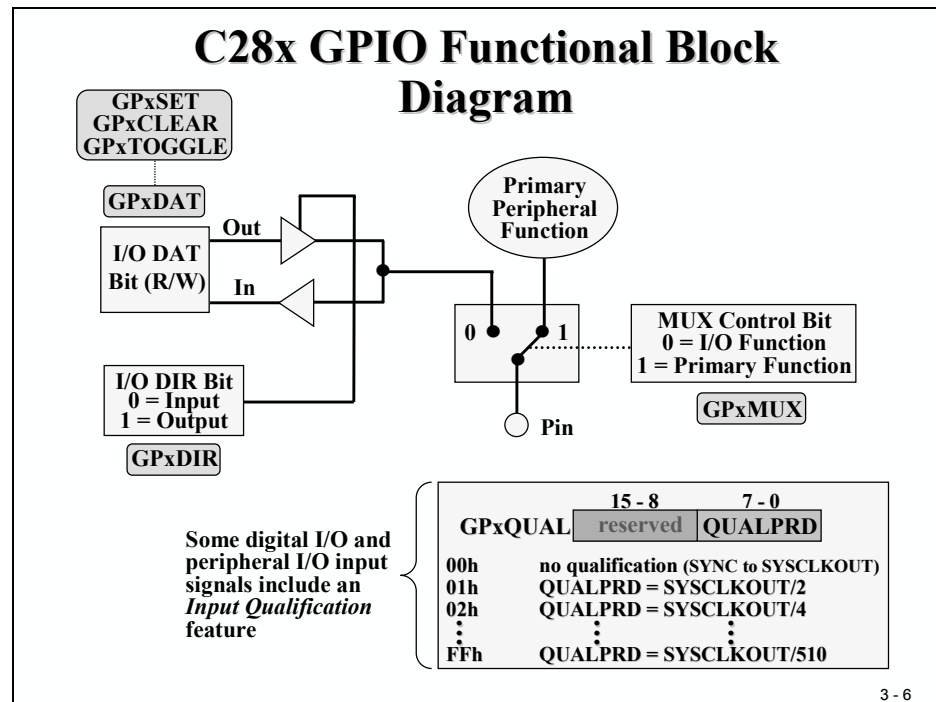 C28x GPIO Functional Block
Diagram
GPxSET
GPxCLEAR
GPxTOGGLE
GPxDAT
I/O DAT
Bit (R/W)
Out
In
I/O DIR Bit
0 = Input
1 = Output
GPxDIR
Primary
Peripheral
Function
0
1
MUX Control Bit
0 = I/O Function
1 = Primary Function
GPxMUX
Pin
Some digital I/O and
peripheral I/O input
signals include an
Input Qualification
feature
15 - 8 7 - 0
GPxQUAL reserved QUALPRD
00h no qualification (SYNC to SYSCLKOUT)
01h QUALPRD = SYSCLKOUT/2
02h QUALPRD = SYSCLKOUT/4
FFh QUALPRD = SYSCLKOUT/510
3 - 6